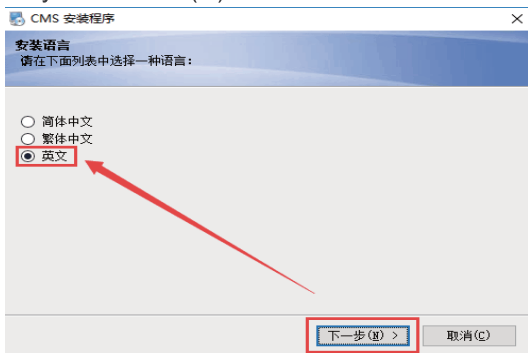 CMS 安装程序
安装语言
请在下面列表中选择一种语言：
简体中文
繁体中文
英文
下一步(N) >
取消(C)